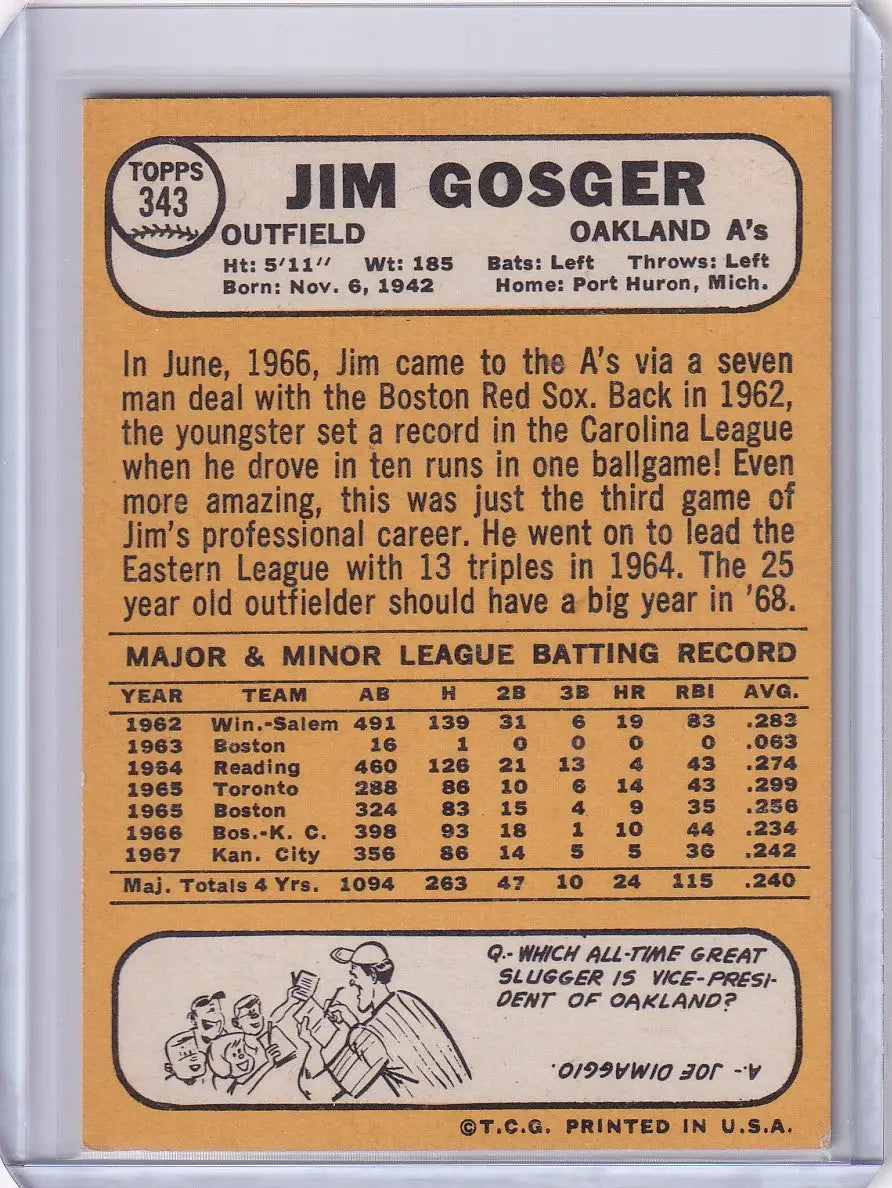 TOPPS
343
JIM GOSGER
OUTFIELD OAKLAND A's
Ht: 5'11" Wt: 185 Bats: Left Throws: Left
Born: Nov. 6, 1942 Home: Port Huron, Mich.
In June, 1966, Jim came to the A's via a seven
man deal with the Boston Red Sox. Back in 1962,
the youngster set a record in the Carolina League
when he drove in ten runs in one ballgame! Even
more amazing, this was just the third game of
Jim's professional career. He went on to lead the
Eastern League with 13 triples in 1964. The 25
year old outfielder should have a big year in '68.
MAJOR & MINOR LEAGUE BATTING RECORD
YEAR TEAM AB H 2B 3B HR RBI AVG.
1962 Win.-Salem 491 139 31 6 19 83 .283
1963 Boston 16 1 0 0 0 0 .063
1964 Reading 460 126 21 13 4 43 .274
1965 Toronto 288 86 10 6 14 43 .299
1965 Boston 324 83 15 4 9 35 .256
1966 Bos.-K. C. 398 93 18 1 10 44 .234
1967 Kan. City 356 86 14 5 5 36 .242
Maj. Totals 4 Yrs. 1094 263 47 10 24 115 .240
Q.- WHICH ALL-TIME GREAT
SLUGGER IS VICE-PRESI-
DENT OF OAKLAND?
A.- JOE DIMAGGIO.
©T.C.G. PRINTED IN U.S.A.